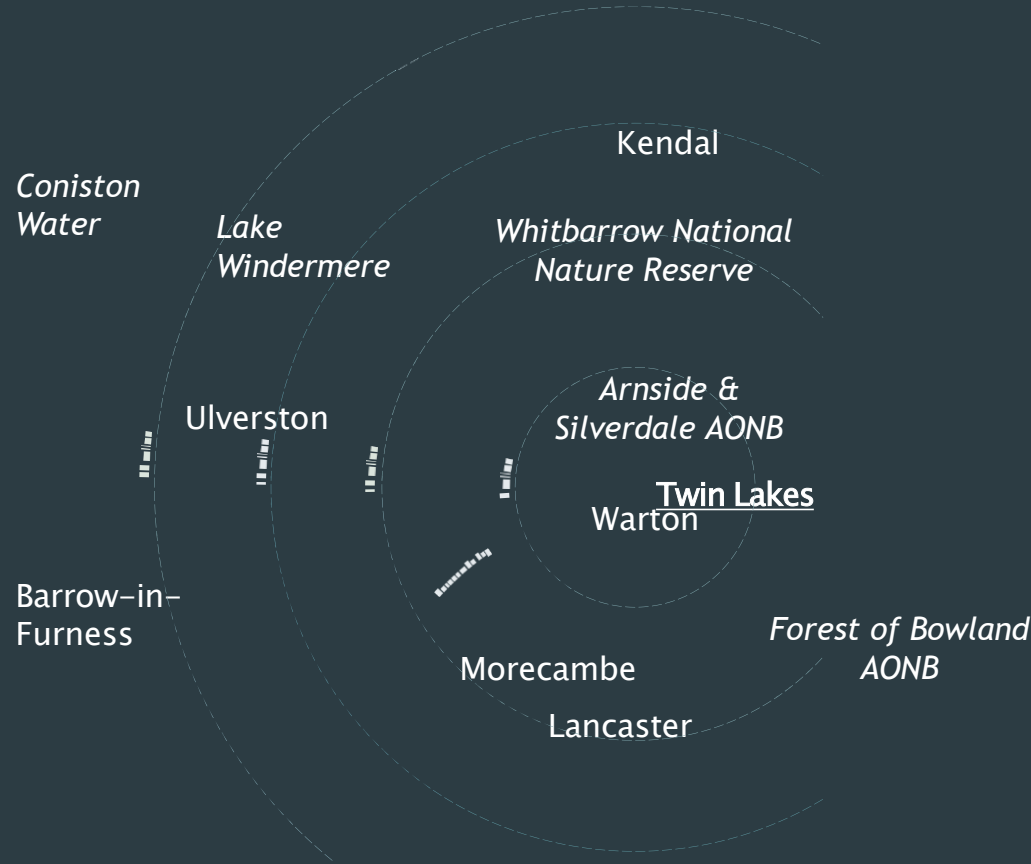 Kendal
Coniston
Water
Lake
Windermere
Whitbarrow National
Nature Reserve
Arnside &
Silverdale AONB
Ulverston
Twin Lakes
Warton
Barrow-in-
Furness
Forest of Bowland
AONB
Morecambe
Lancaster